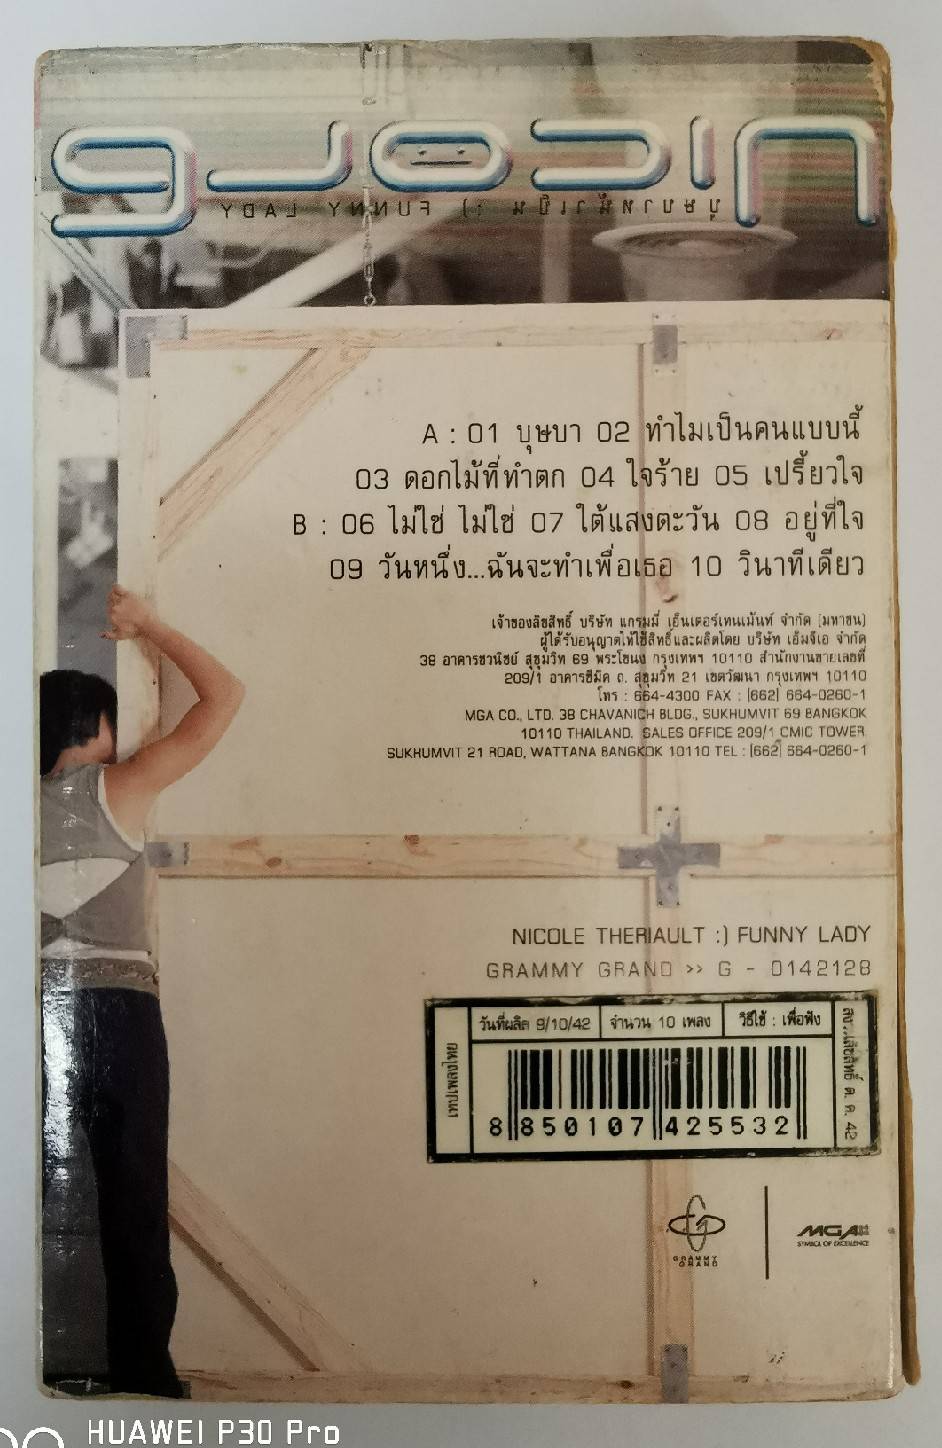 nicole
บุษบาหน้าเป็น :) FUNNY LADY
A : 01 บุษบา 02 ทำไมเป็นคนแบบนี้
03 ดอกไม้ที่ทำตก 04 ใจร้าย 05 เปรี้ยวใจ
B : 06 ไม่ใช่ ไม่ใช่ 07 ใต้แสงตะวัน 08 อยู่ที่ใจ
09 วันหนึ่ง...ฉันจะทำเพื่อเธอ 10 วินาทีเดียว
เจ้าของลิขสิทธิ์ บริษัท แกรมมี่ เอ็นเตอร์เทนเม้นท์ จำกัด (มหาชน)
ผู้ได้รับอนุญาตให้ใช้สิทธิ์และผลิตโดย บริษัท เอ็มจีเอ จำกัด
38 อาคารชวนิชย์ สุขุมวิท 69 พระโขนง กรุงเทพฯ 10110 สำนักงานขายเลขที่
209/1 อาคารซีมิค ถ. สุขุมวิท 21 เขตวัฒนา กรุงเทพฯ 10110
โทร : 664-4300 FAX : (662) 664-0260-1
MGA CO., LTD. 38 CHAVANICH BLDG., SUKHUMVIT 69 BANGKOK
10110 THAILAND. SALES OFFICE 209/1 CMIC TOWER
SUKHUMVIT 21 ROAD, WATTANA BANGKOK 10110 TEL : (662) 664-0260-1
NICOLE THERIAULT :) FUNNY LADY
GRAMMY GRAND >> G - 0142128
เทปเพลงไทย
วันที่ผลิต 9/10/42 จำนวน 10 เพลง วิธีใช้ : เพื่อฟัง
8 850107 425532
ลิขสิทธิ์ ต. ค. 42
GRAMMY
GRAND
MGA
SYMBOL OF EXCELLENCE
HUAWEI P30 Pro